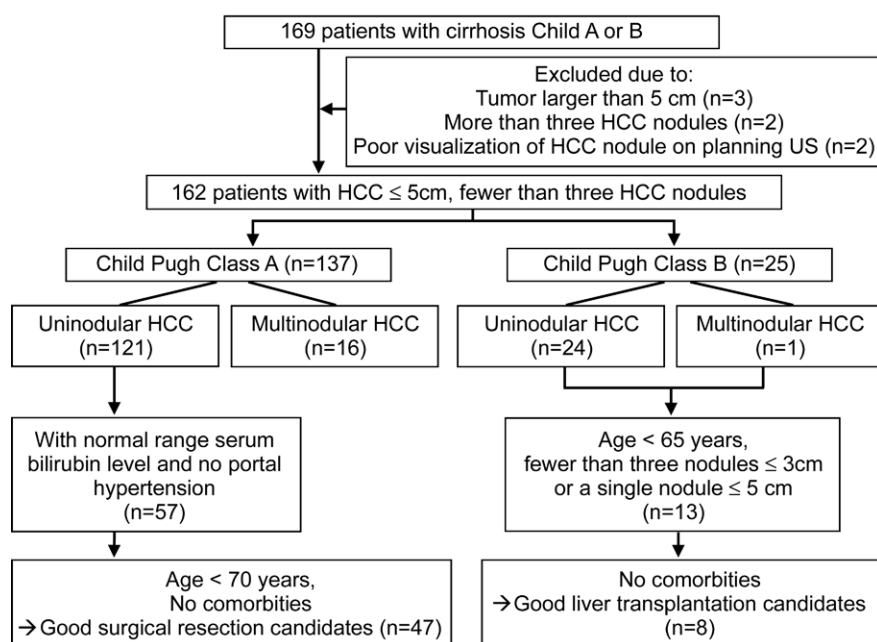 169 patients with cirrhosis Child A or B
Excluded due to:
Tumor larger than 5 cm (n=3)
More than three HCC nodules (n=2)
Poor visualization of HCC nodule on planning US (n=2)
162 patients with HCC ≤ 5cm, fewer than three HCC nodules
Child Pugh Class A (n=137)
Child Pugh Class B (n=25)
Uninodular HCC
(n=121)
Multinodular HCC
(n=16)
Uninodular HCC
(n=24)
Multinodular HCC
(n=1)
With normal range serum
bilirubin level and no portal
hypertension
(n=57)
Age < 65 years,
fewer than three nodules ≤ 3cm
or a single nodule ≤ 5 cm
(n=13)
Age < 70 years,
No comorbities
→Good surgical resection candidates (n=47)
No comorbities
→Good liver transplantation candidates
(n=8)